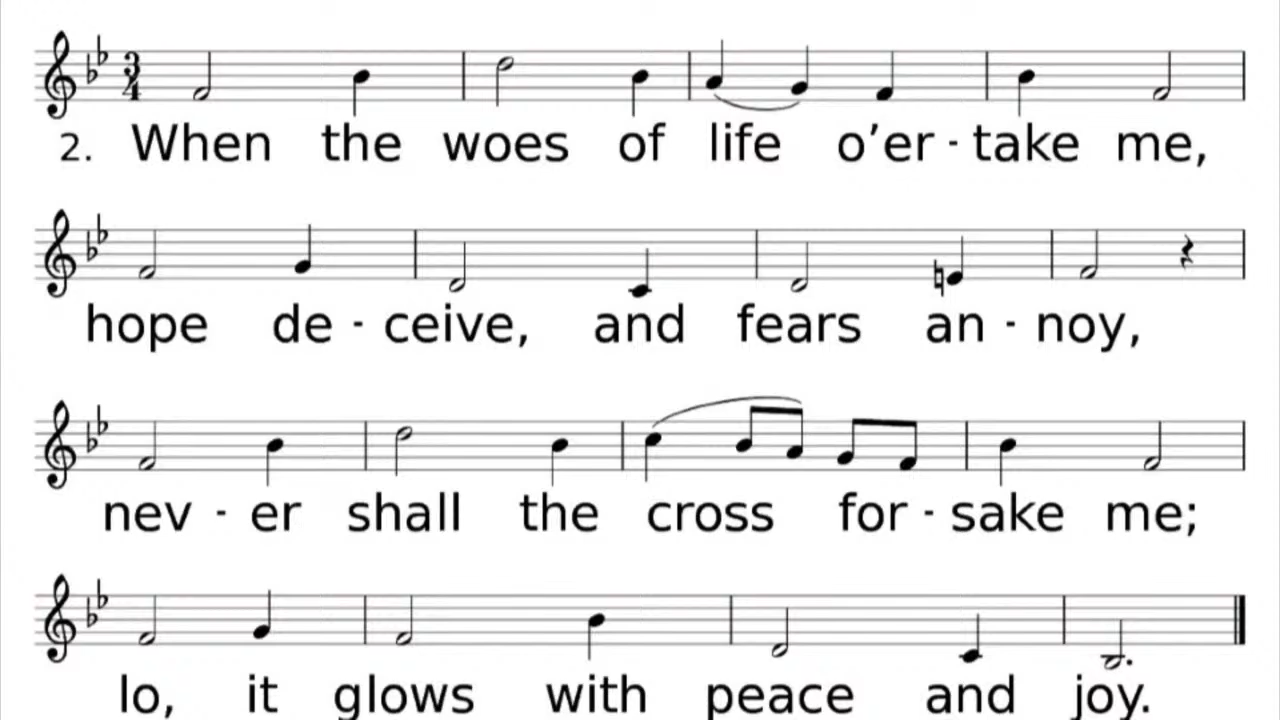 2. When the woes of life o’er - take me,
hope de - ceive, and fears an - noy,
nev - er shall the cross for - sake me;
lo, it glows with peace and joy.